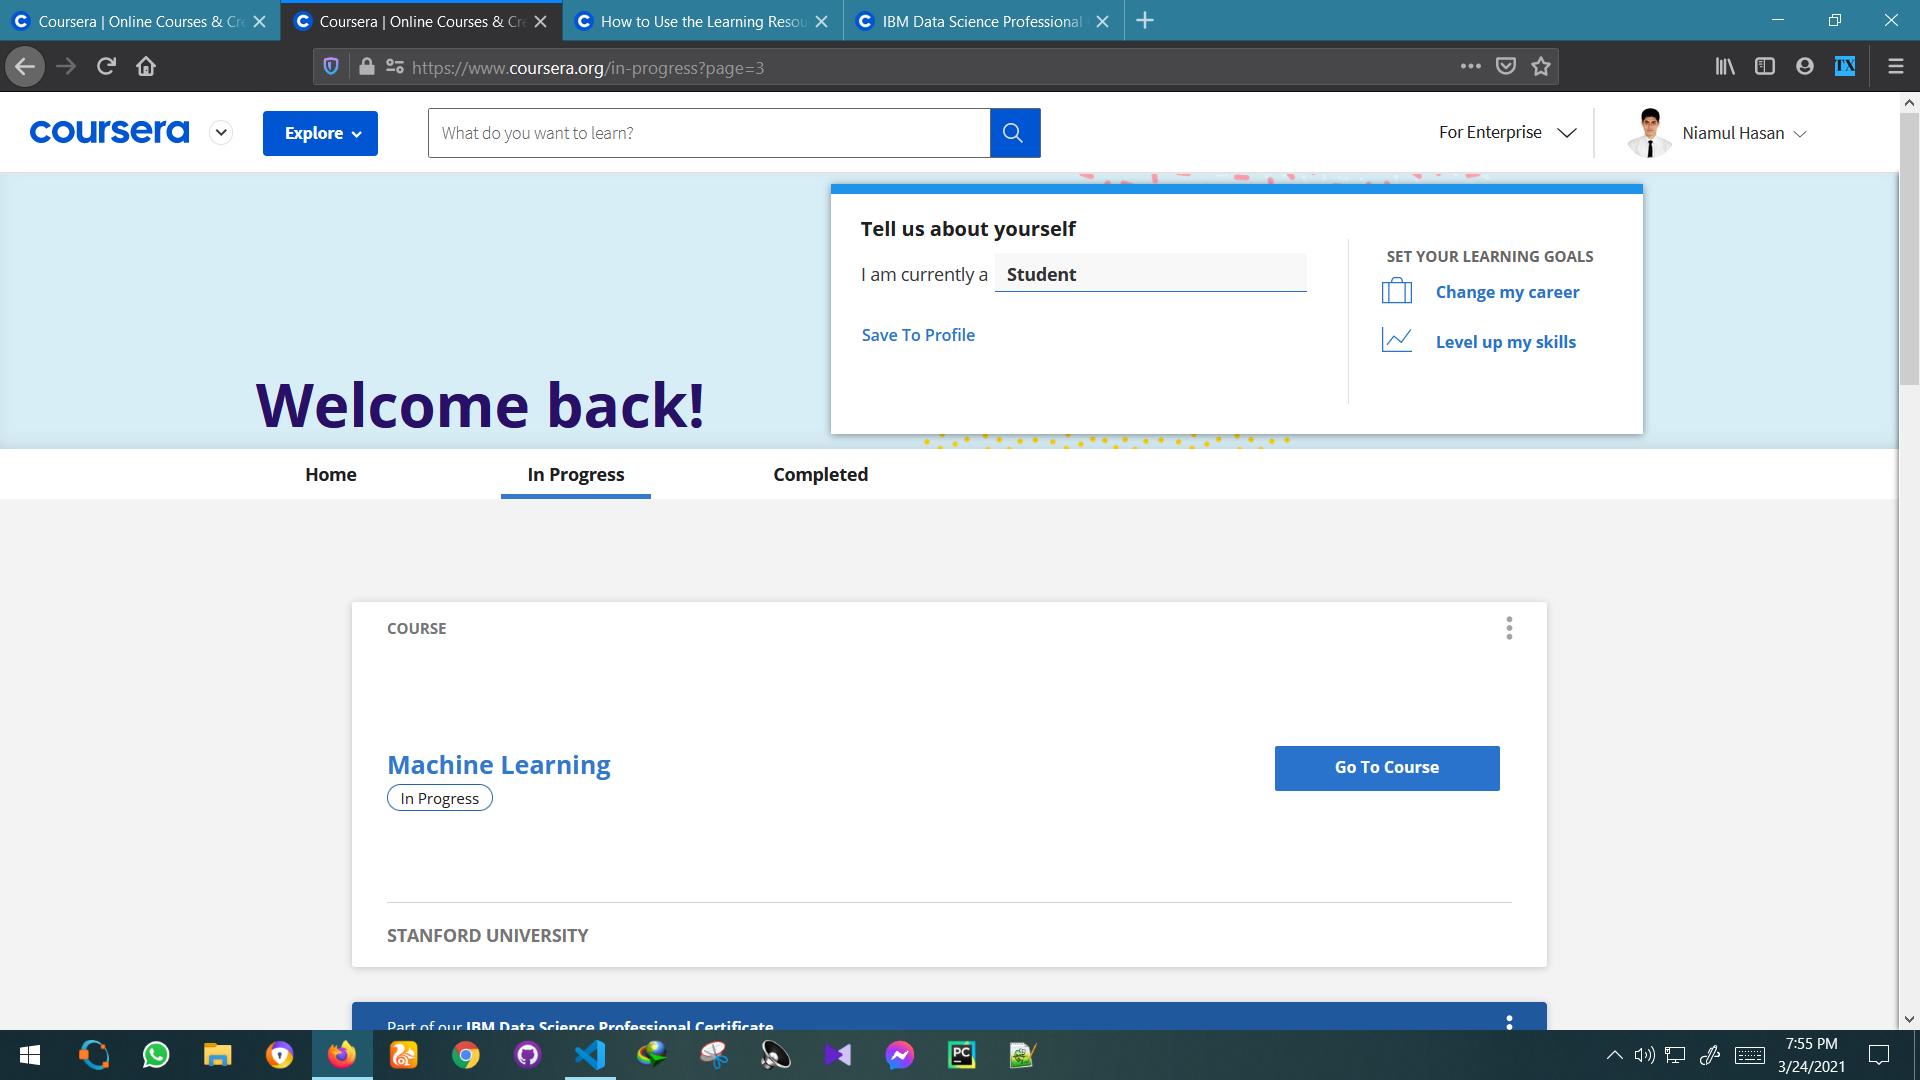 Coursera | Online Courses & Cre
Coursera | Online Courses & Cre
How to Use the Learning Resou
IBM Data Science Professional
https://www.coursera.org/in-progress?page=3
TX
coursera
Explore
What do you want to learn?
For Enterprise
Niamul Hasan
Tell us about yourself
I am currently a Student
Save To Profile
SET YOUR LEARNING GOALS
Change my career
Level up my skills
Welcome back!
Home
In Progress
Completed
COURSE
Machine Learning
In Progress
Go To Course
STANFORD UNIVERSITY
Part of our IBM Data Science Professional Certificate
PC
7:55 PM
3/24/2021